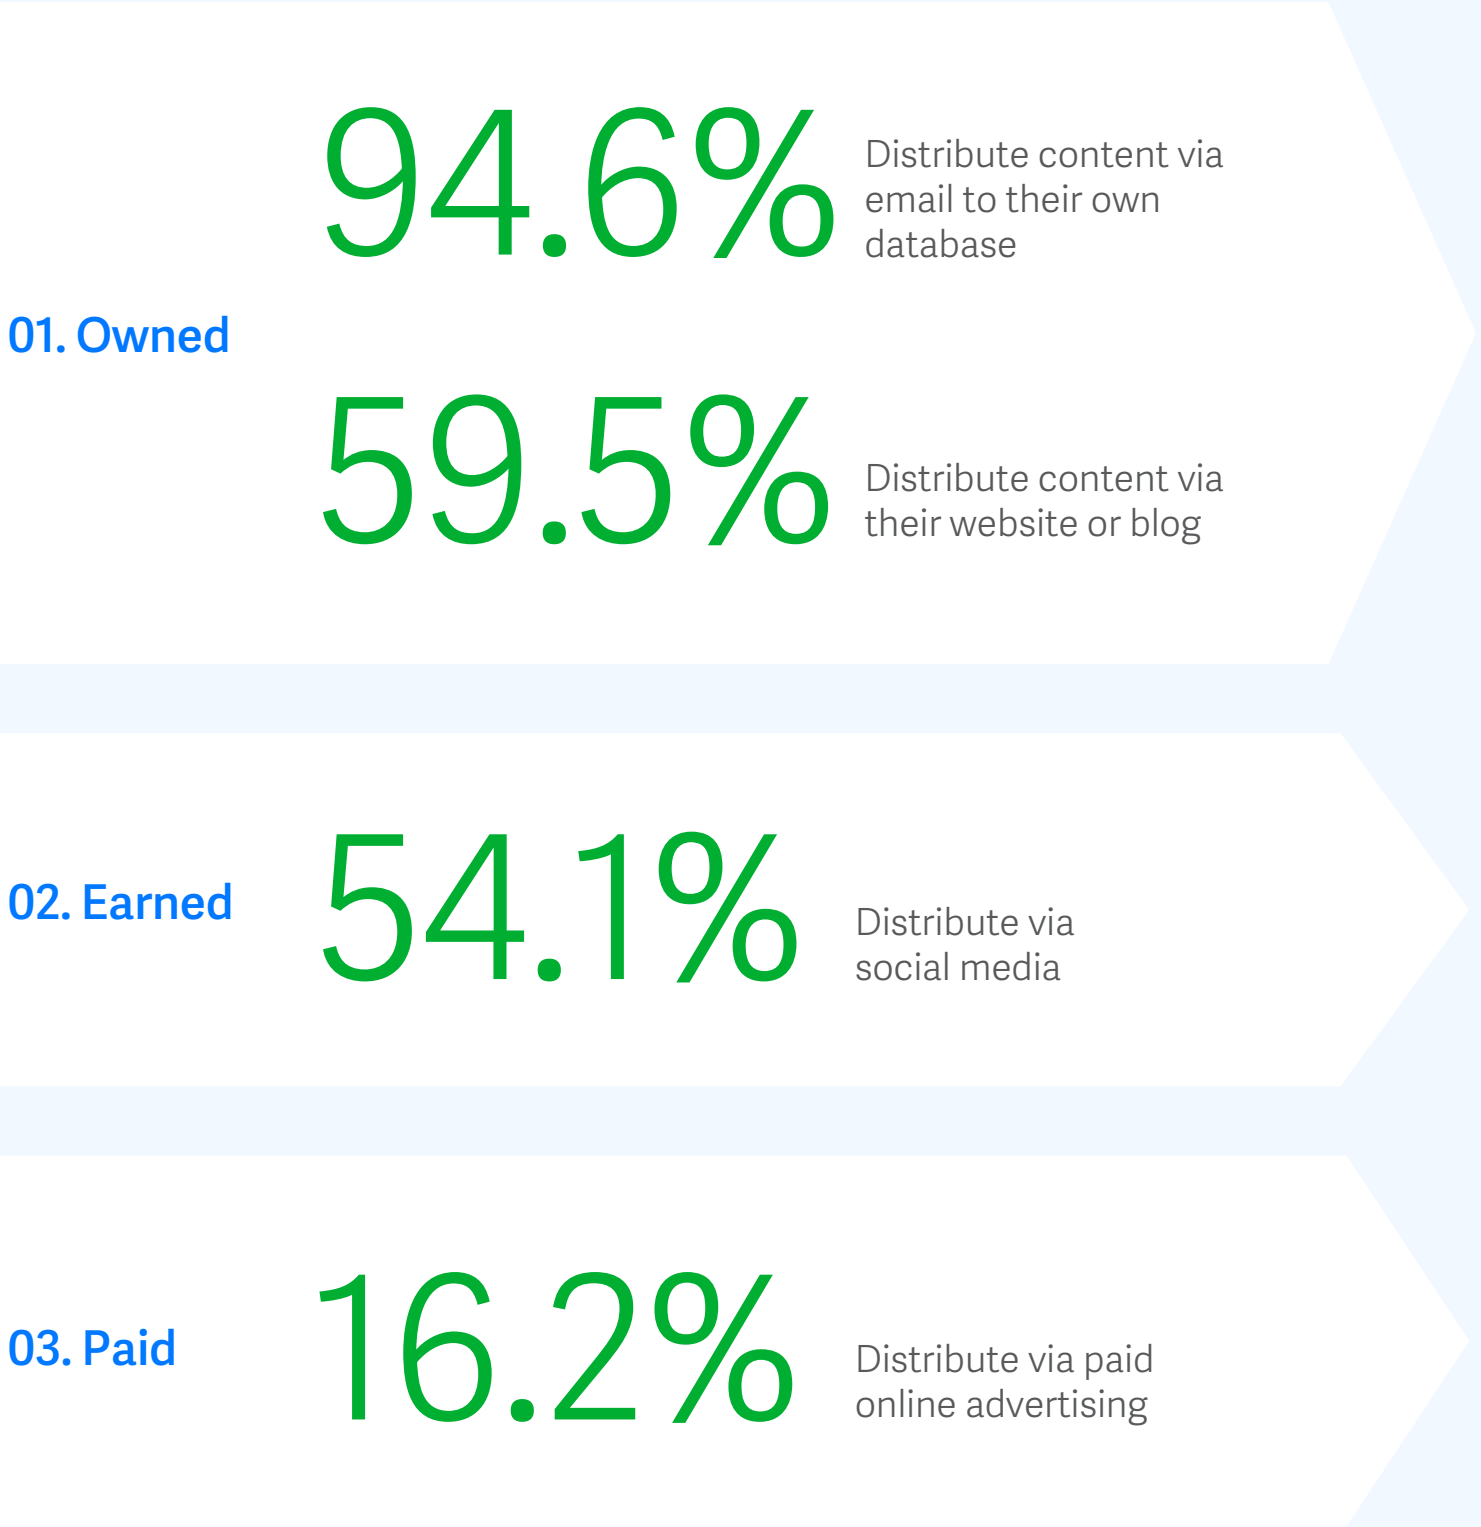 94.6%
Distribute content via
email to their own
database
01. Owned
59.5%
Distribute content via
their website or blog
02. Earned
54.1%
Distribute via
social media
03. Paid
16.2%
Distribute via paid
online advertising